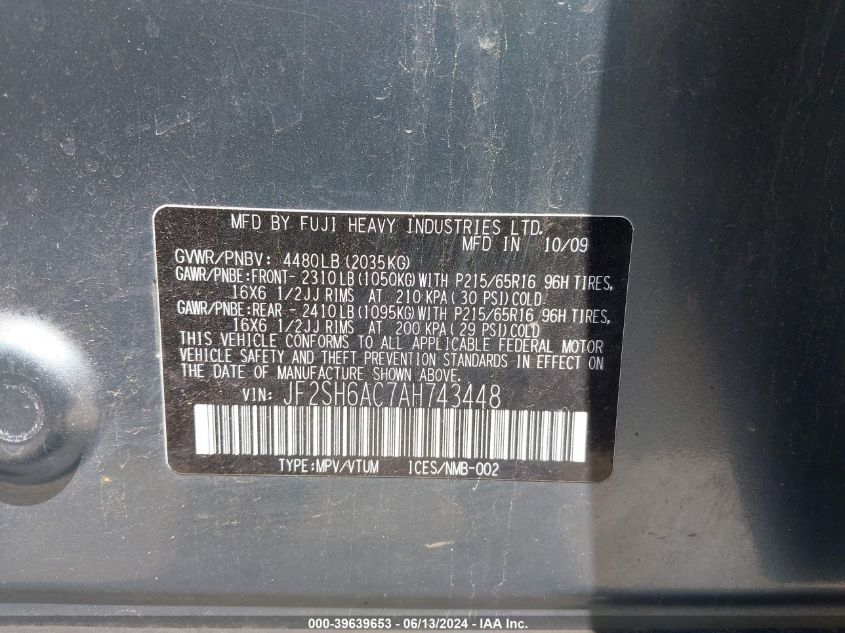 MFD BY FUJI HEAVY INDUSTRIES LTD.
MFD IN 10/09
GVWR/PNBV: 4480LB(2035KG)
GAWR/PNBE:FRONT- 2310LB(1050KG)WITH P215/65R16 96H TIRES,
16X6 1/2JJ RIMS AT 210 KPA(30 PSI)COLD.
GAWR/PNBE:REAR - 2410LB(1095KG)WITH P215/65R16 96H TIRES,
16X6 1/2JJ RIMS AT 200 KPA(29 PSI)COLD
THIS VEHICLE CONFORMS TO ALL APPLICABLE FEDERAL MOTOR
VEHICLE SAFETY AND THEFT PREVENTION STANDARDS IN EFFECT ON
THE DATE OF MANUFACTURE SHOWN ABOVE.
VIN: JF2SH6AC7AH743448
TYPE:MPV/VTUM ICES/NMB-002
000-39639653 - 06/13/2024 - IAA Inc.